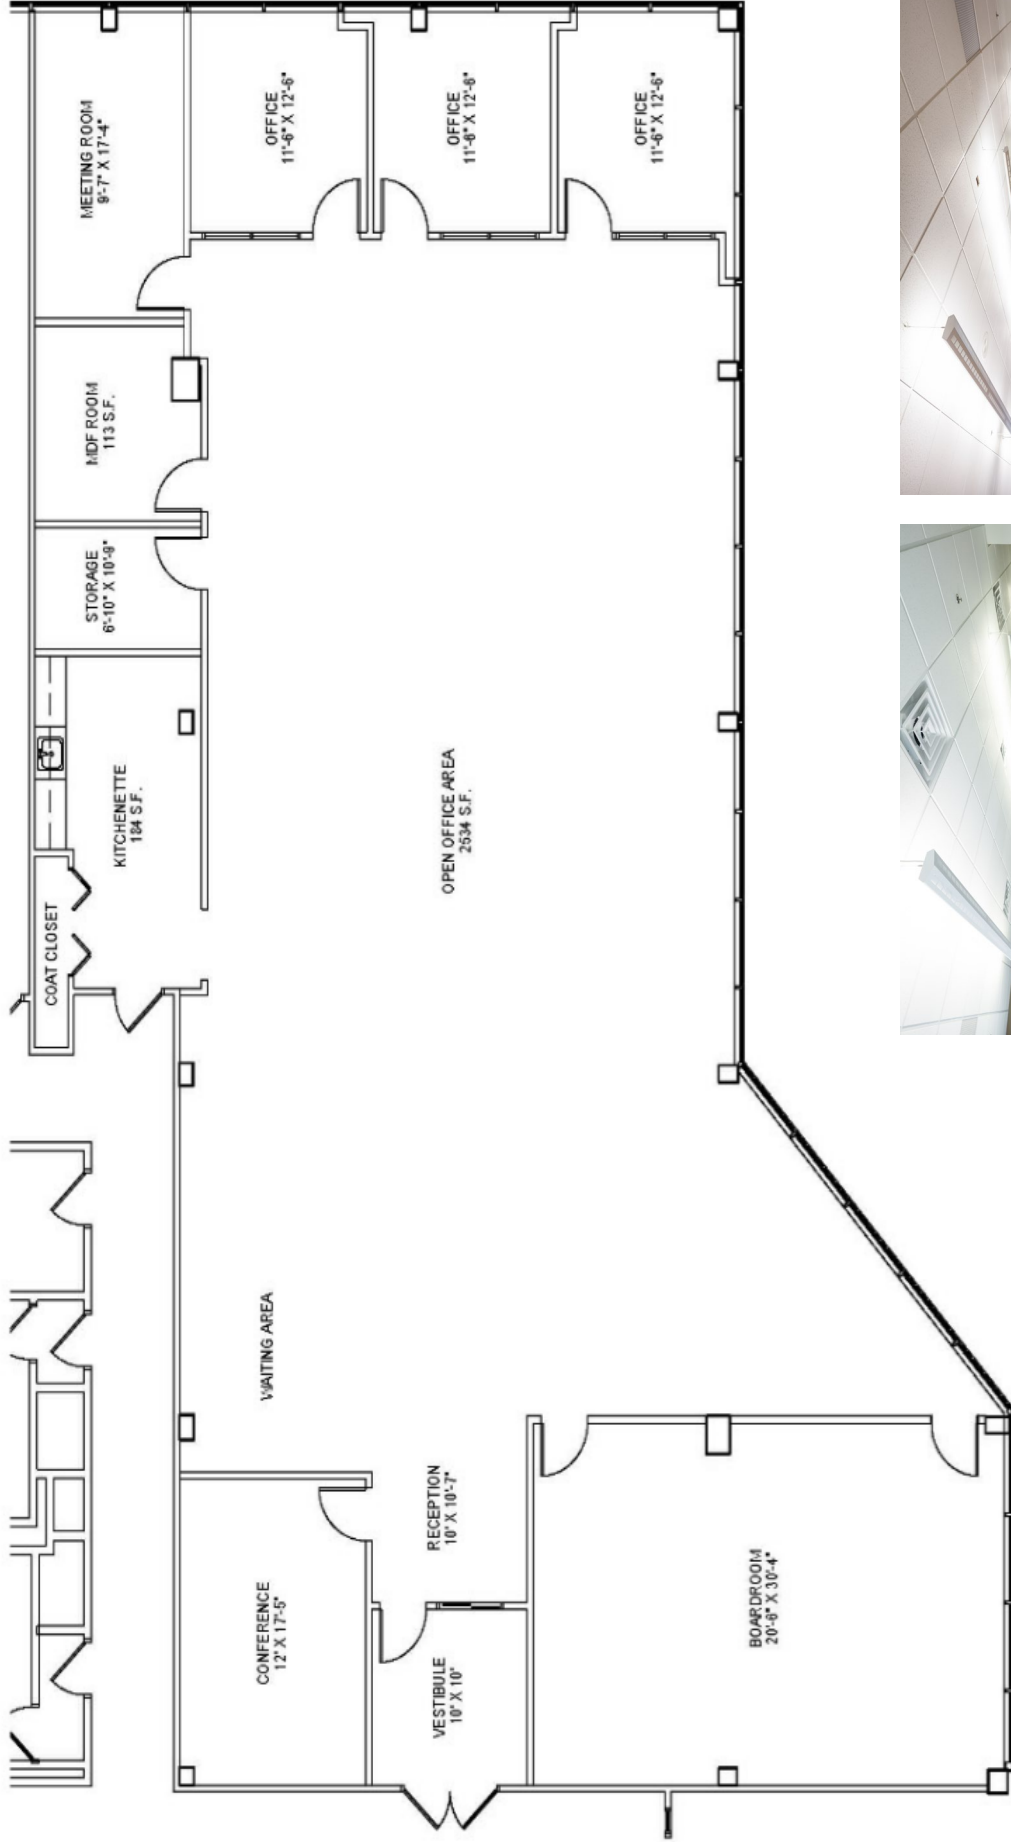 MEETING ROOM
9'-7" X 17'-4"
OFFICE
11'-6" X 12'-6"
OFFICE
11'-6" X 12'-6"
OFFICE
11'-6" X 12'-6"
MDF ROOM
113 S.F.
STORAGE
6'-10" X 10'-9"
KITCHENETTE
184 S.F.
COAT CLOSET
OPEN OFFICE AREA
2534 S.F.
WAITING AREA
RECEPTION
10' X 10'-7"
CONFERENCE
12' X 17'-5"
VESTIBULE
10' X 10'
BOARDROOM
20'-6" X 30'-4"